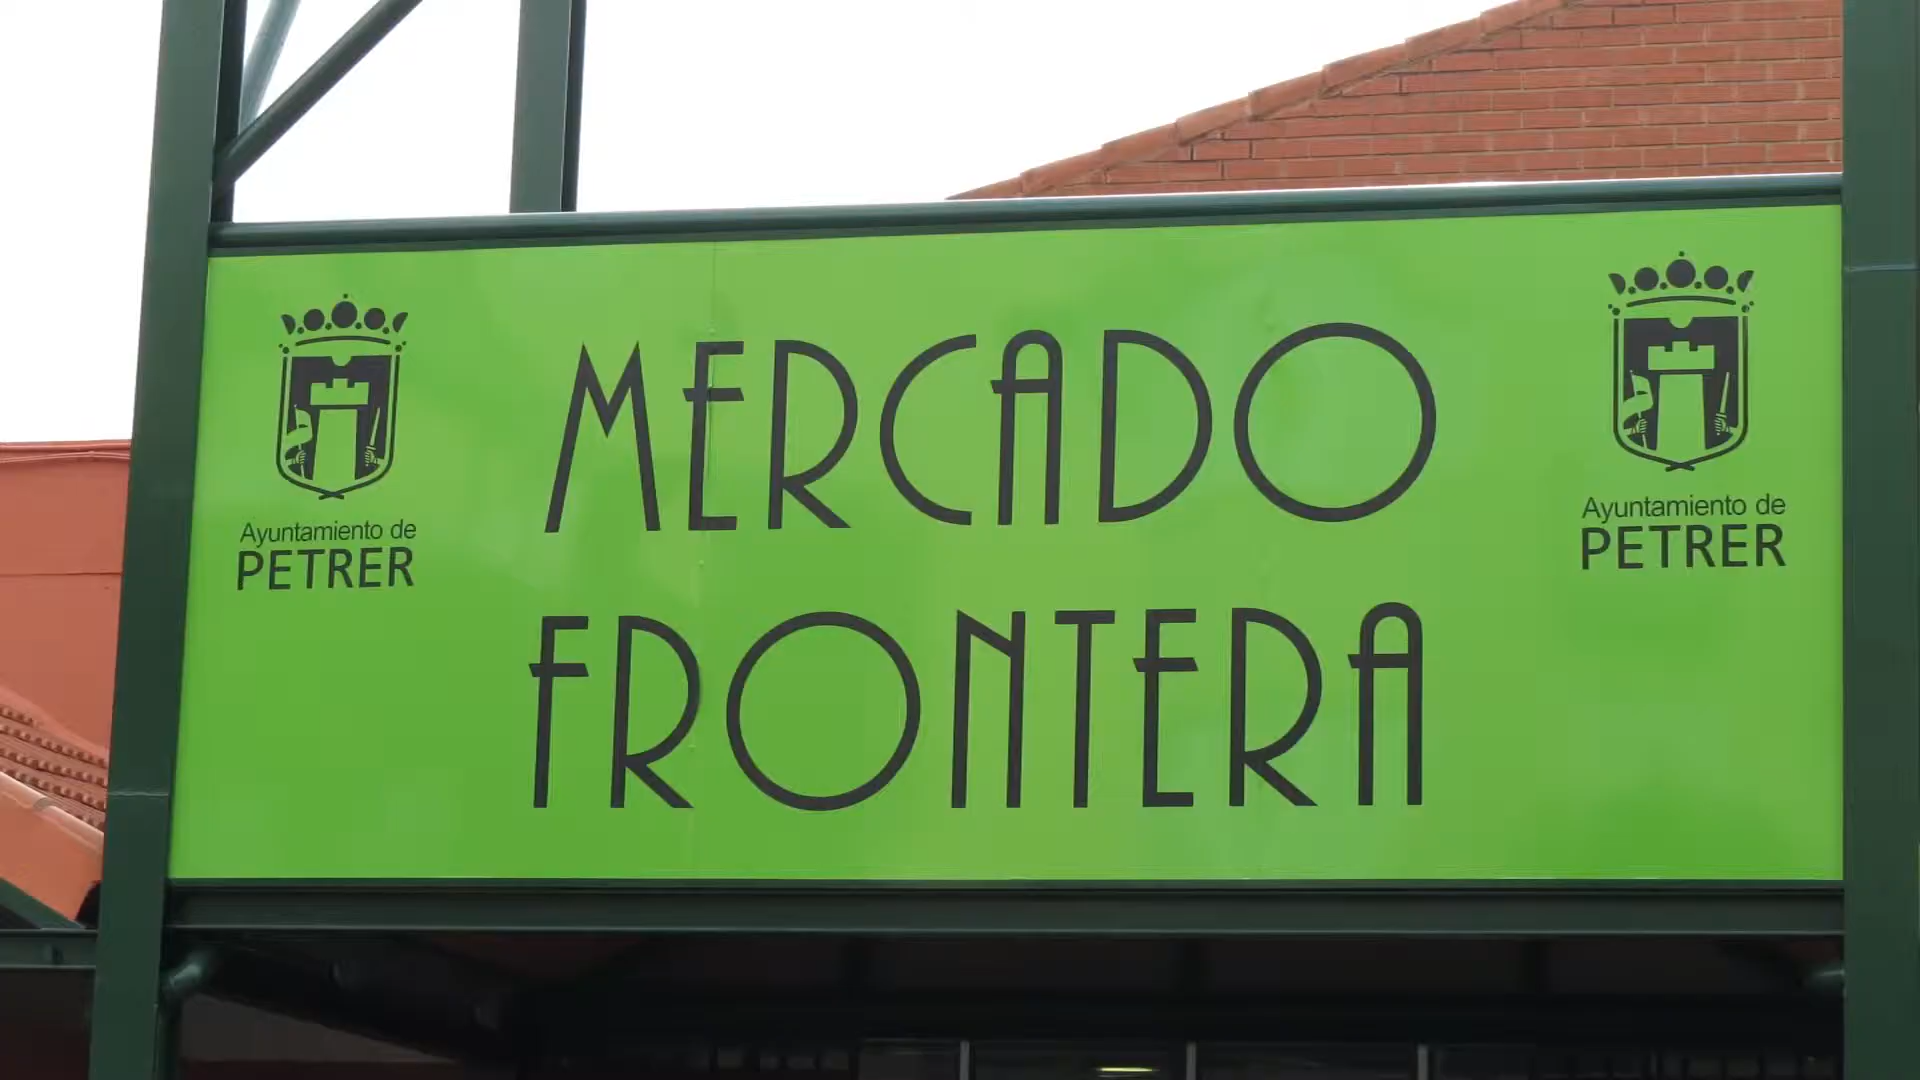 MERCADO
FRONTERA
Ayuntamiento de
PETRER
Ayuntamiento de
PETRER